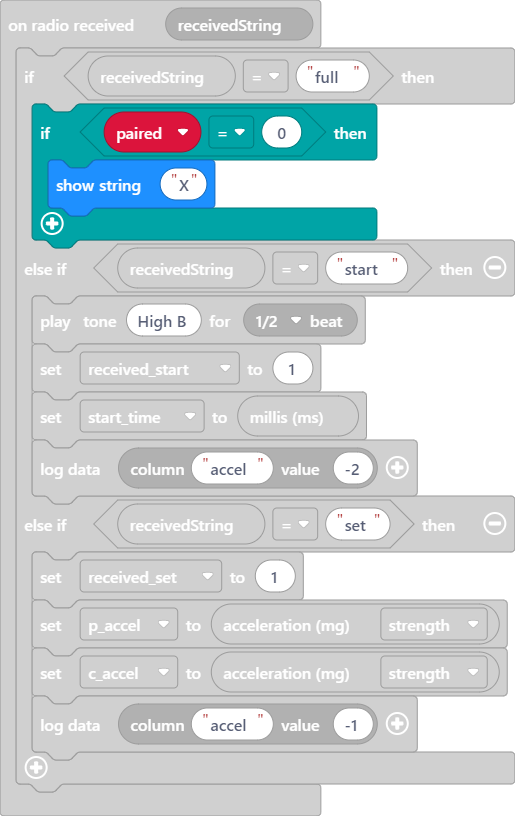 on radio received receivedString
if receivedString = "full" then
if paired = 0 then
show string "X"
else if receivedString = "start " then
play tone High B for 1/2 beat
set received_start to 1
set start_time to millis (ms)
log data column "accel " value -2
else if receivedString = "set" then
set received_set to 1
set p_accel to acceleration (mg) strength
set c_accel to acceleration (mg) strength
log data column "accel " value -1